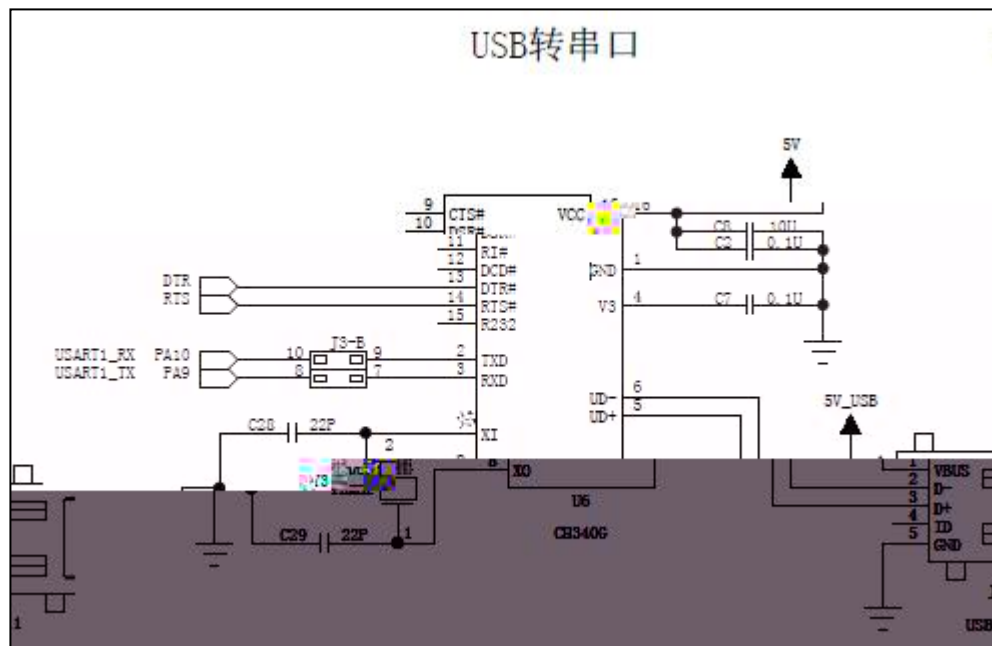 USB转串口
5V
9 CTS# VCC
10 DSR# C8 10U
11 RI# C2 0.1U
12 DCD# GND 1
DTR 13 DTR#
RTS 14 RTS# V3 4 C7 0.1U
15 R232
USART1_RX PA10 10 J3-B 9 2 TXD
USART1_TX PA9 8 7 3 RXD
UD- 6
UD+ 5 5V_USB
C28 22P XI
2
Y3 XO 1 VBUS
2 D-
U6 3 D+
4 ID
C29 22P 1 CH340G 5 GND
1 USB